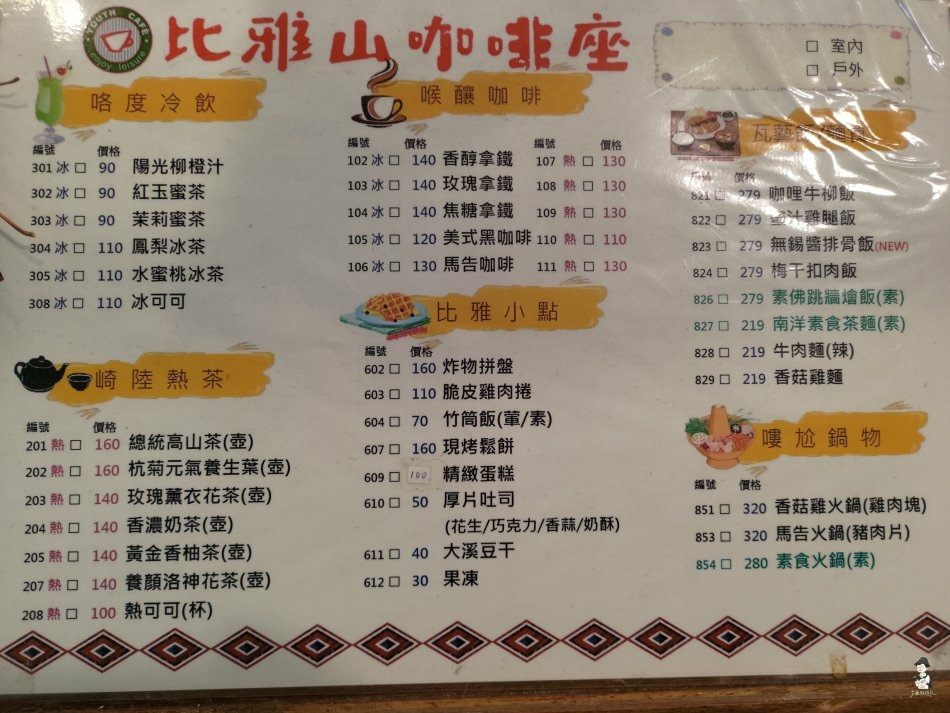 YOUTH CAFE
enjoy leisure
比雅山咖啡座
□ 室內
□ 戶外
咯度冷飲
編號 價格
301 冰 □ 90 陽光柳橙汁
302 冰 □ 90 紅玉蜜茶
303 冰 □ 90 茉莉蜜茶
304 冰 □ 110 鳳梨冰茶
305 冰 □ 110 水蜜桃冰茶
308 冰 □ 110 冰可可
崎陸熱茶
編號 價格
201 熱 □ 160 總統高山茶(壺)
202 熱 □ 160 杭菊元氣養生葉(壺)
203 熱 □ 140 玫瑰薰衣花茶(壺)
204 熱 □ 140 香濃奶茶(壺)
205 熱 □ 140 黃金香柚茶(壺)
207 熱 □ 140 養顏洛神花茶(壺)
208 熱 □ 100 熱可可(杯)
喉釀咖啡
編號 價格 編號 價格
102 冰 □ 140 香醇拿鐵 107 熱 □ 130
103 冰 □ 140 玫瑰拿鐵 108 熱 □ 130
104 冰 □ 140 焦糖拿鐵 109 熱 □ 130
105 冰 □ 120 美式黑咖啡 110 熱 □ 110
106 冰 □ 130 馬告咖啡 111 熱 □ 130
比雅小點
編號 價格
602 □ 160 炸物拼盤
603 □ 110 脆皮雞肉捲
604 □ 70 竹筒飯(葷/素)
607 □ 160 現烤鬆餅
609 □ 100 精緻蛋糕
610 □ 50 厚片吐司
(花生/巧克力/香蒜/奶酥)
611 □ 40 大溪豆干
612 □ 30 果凍
瓦藝飯/麵食
價格
821 □ 279 咖哩牛柳飯
822 □ 279 汁雞腿飯
823 □ 279 無錫醬排骨飯(NEW)
824 □ 279 梅干扣肉飯
826 □ 279 素佛跳牆燴飯(素)
827 □ 219 南洋素食茶麵(素)
828 □ 219 牛肉麵(辣)
829 □ 219 香菇雞麵
嘍尬鍋物
編號 價格
851 □ 320 香菇雞火鍋(雞肉塊)
853 □ 320 馬告火鍋(豬肉片)
854 □ 280 素食火鍋(素)